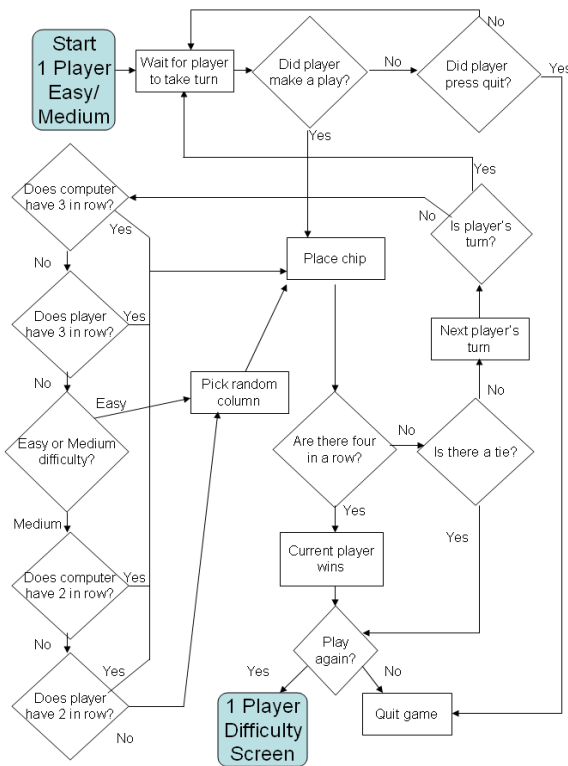 Start
1 Player
Easy/
Medium
Wait for player
to take turn
Did player
make a play?
No
Did player
press quit?
No
Yes
Yes
Yes
Is player's
turn?
No
Does computer
have 3 in row?
Yes
No
Place chip
Next player's
turn
Does player
have 3 in row?
Yes
No
Pick random
column
Easy
Easy or Medium
difficulty?
Medium
Are there four
in a row?
No
Is there a tie?
No
Yes
Yes
Current player
wins
Does computer
have 2 in row?
Yes
No
Play
again?
Yes
No
Does player
have 2 in row?
Yes
No
1 Player
Difficulty
Screen
Quit game